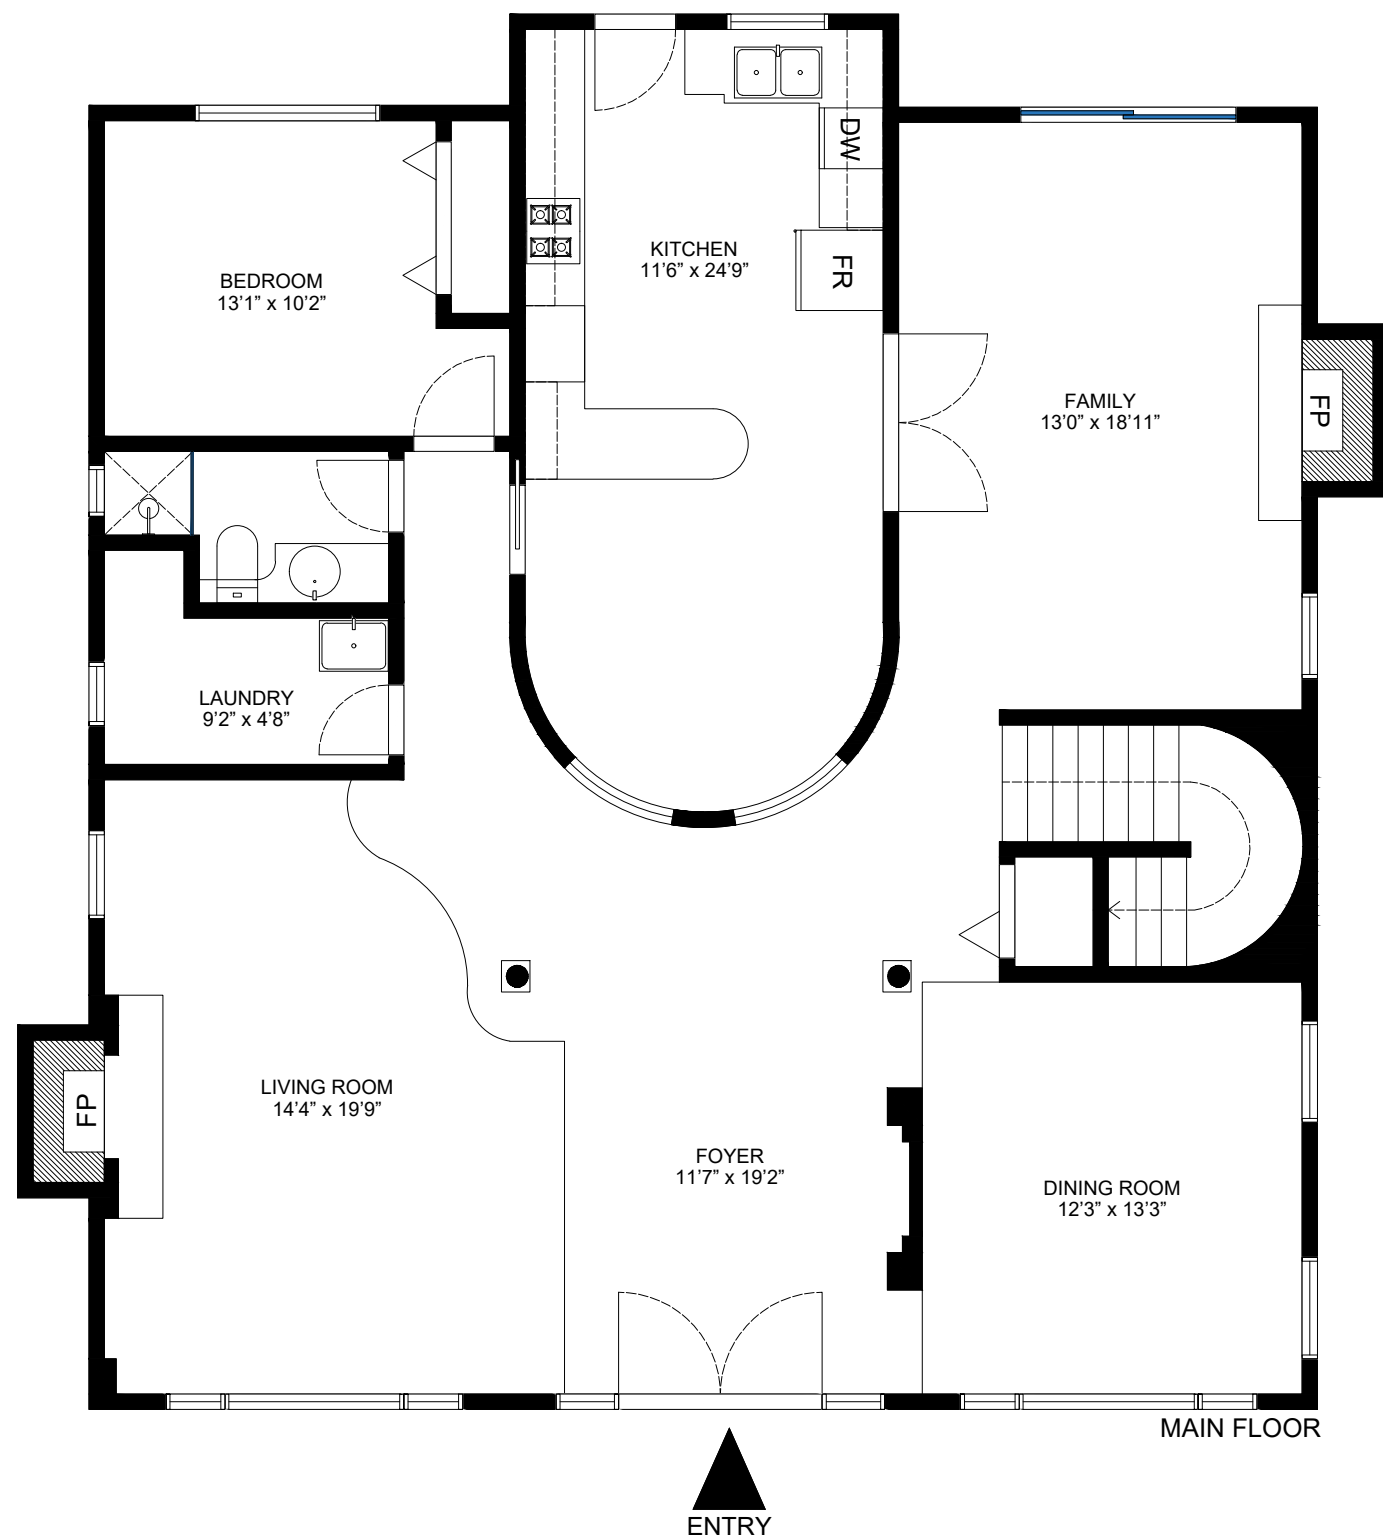 DW
KITCHEN
11’6” x 24’9”
FR
BEDROOM
13’1” x 10’2”
FAMILY
13’0” x 18’11”
FP
LAUNDRY
9’2” x 4’8”
LIVING ROOM
14’4” x 19’9”
FP
FOYER
11’7” x 19’2”
DINING ROOM
12’3” x 13’3”
MAIN FLOOR
ENTRY